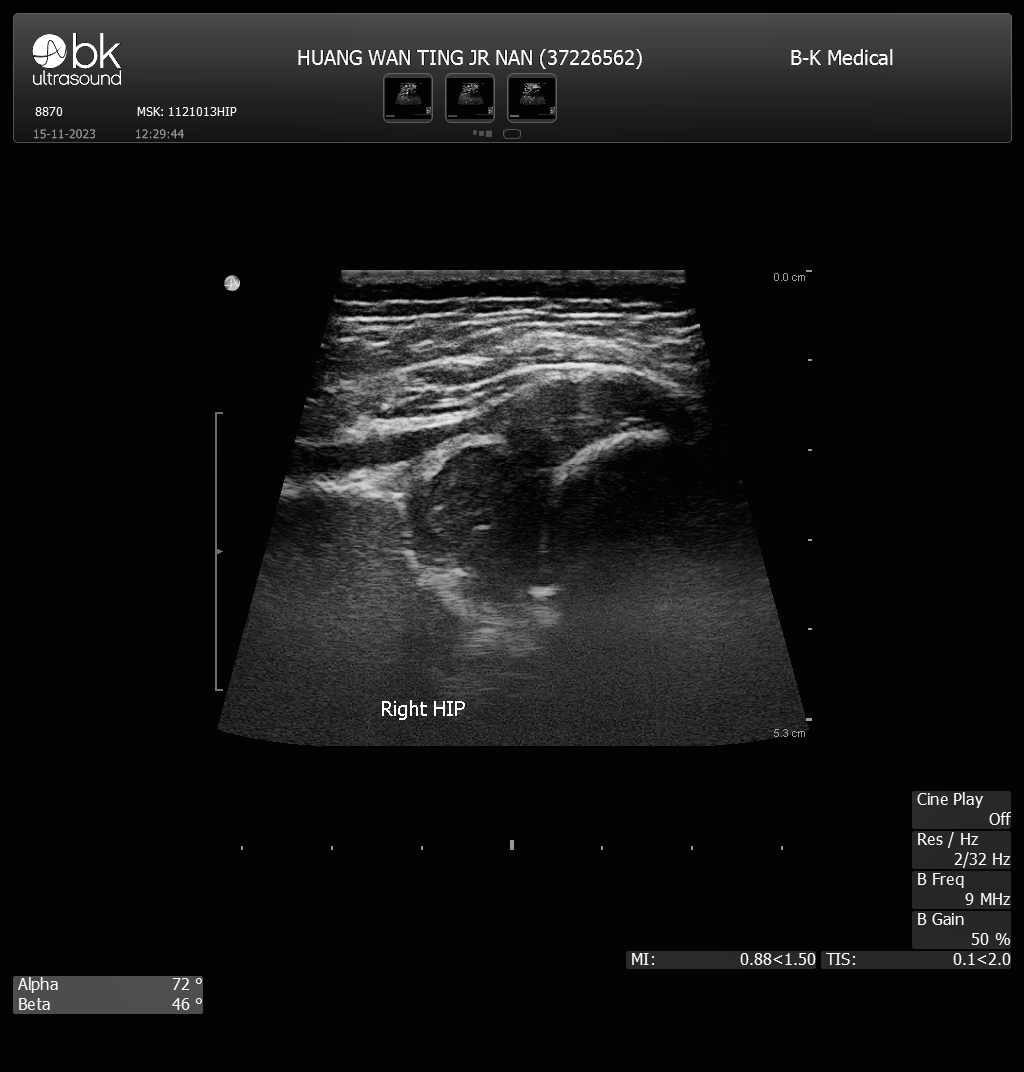 bk
ultrasound
HUANG WAN TING JR NAN (37226562)
B-K Medical
8870
MSK: 1121013HIP
15-11-2023
12:29:44
0.0 cm
Right HIP
5.3 cm
Cine Play
Off
Res / Hz
2/32 Hz
B Freq
9 MHz
B Gain
50 %
MI: 0.88<1.50
TIS: 0.1<2.0
Alpha 72 º
Beta 46 º